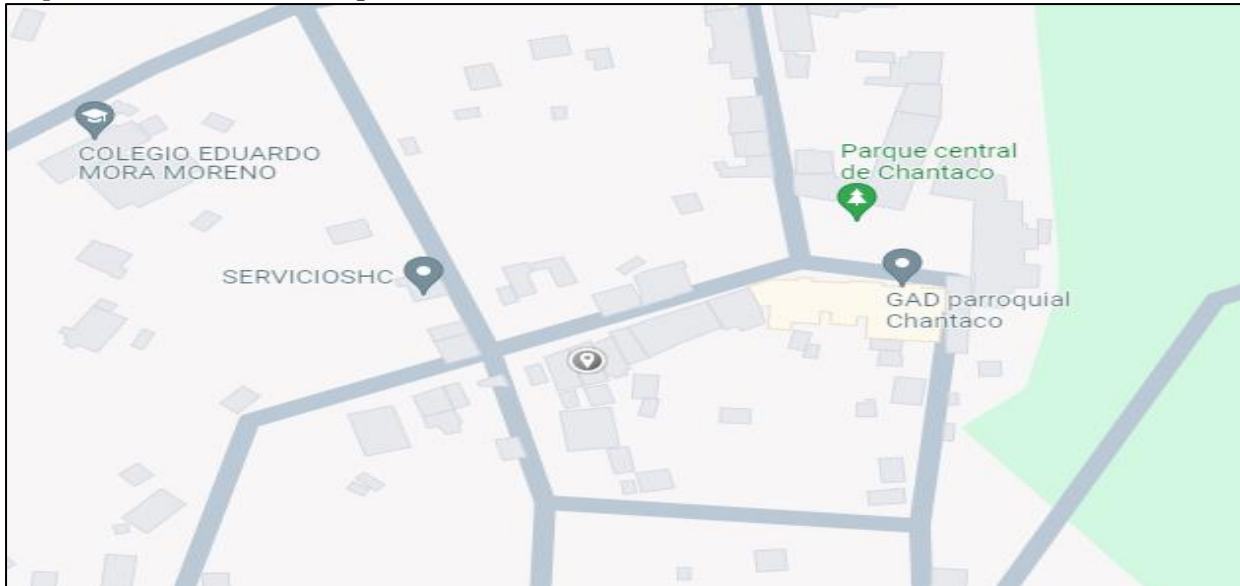 COLEGIO EDUARDO
MORA MORENO
Parque central
de Chantaco
SERVICIOSHC
GAD parroquial
Chantaco